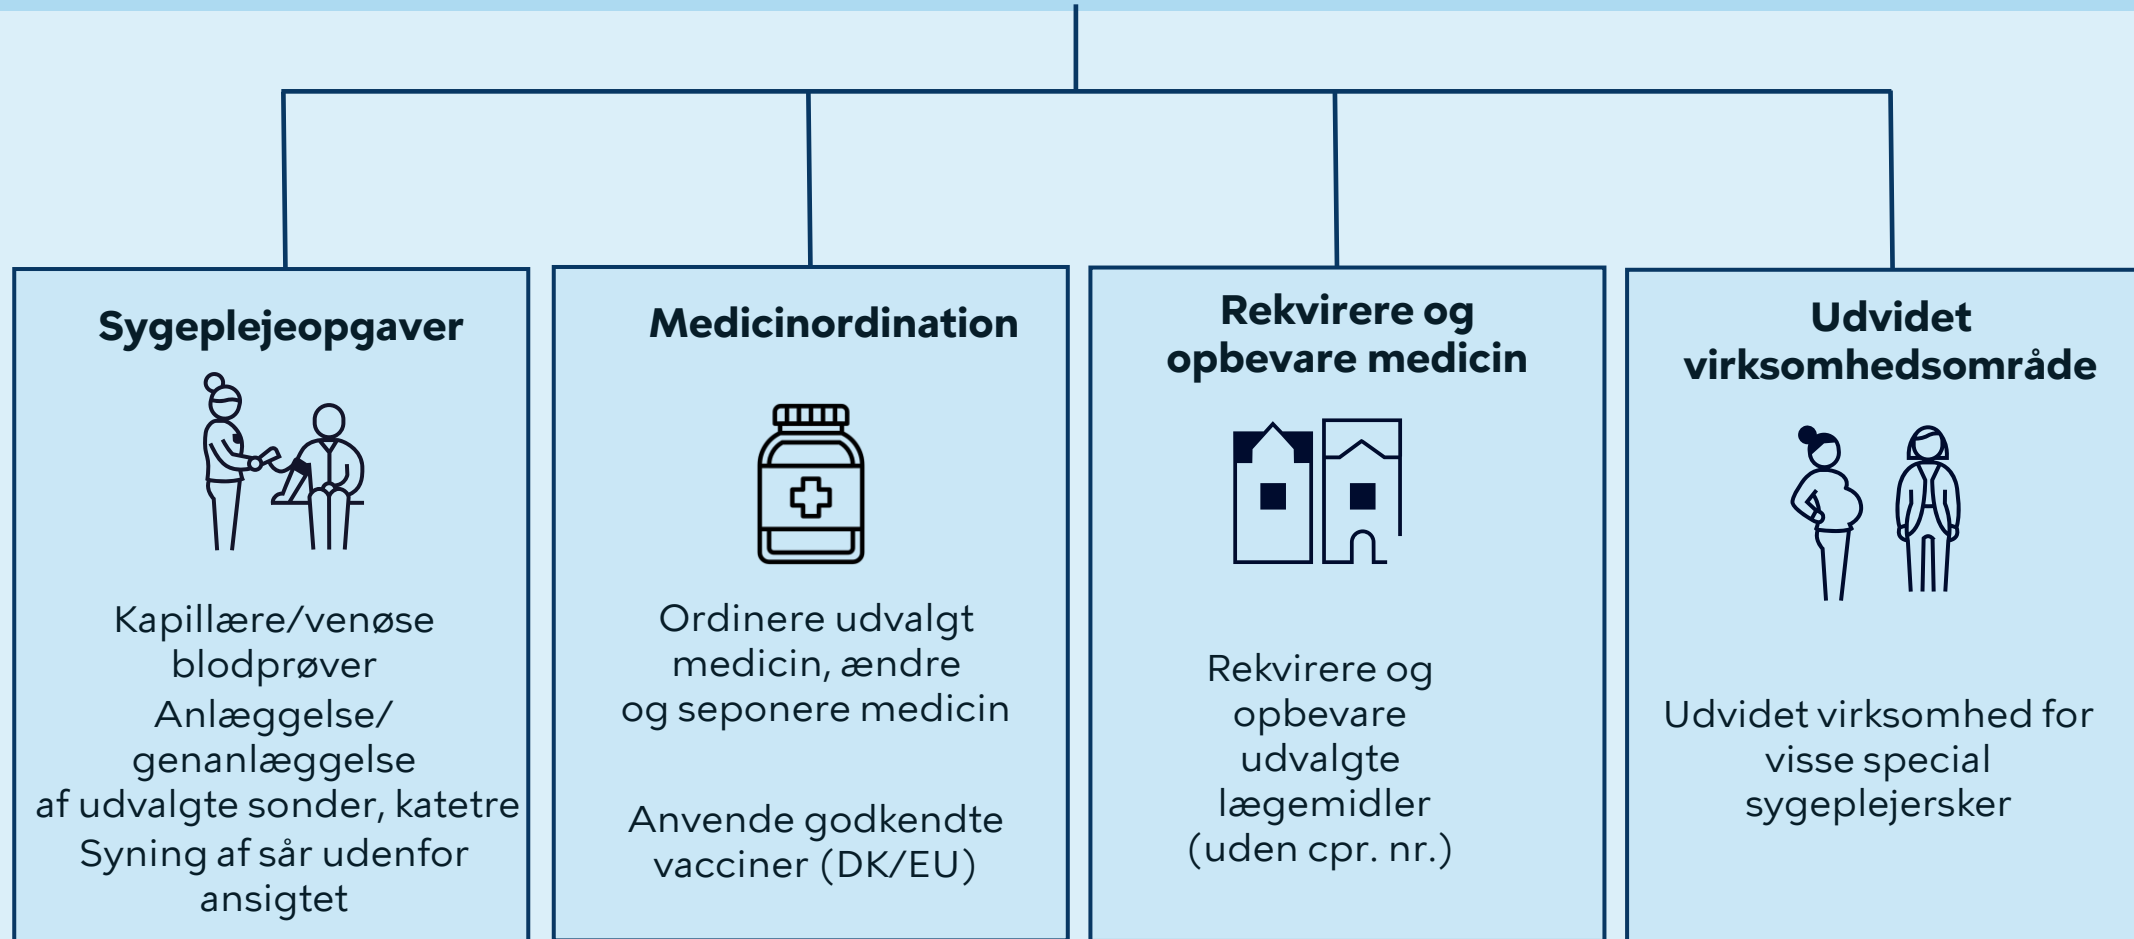 Sygeplejeopgaver
Kapillære/venøse
blodprøver
Anlæggelse/
genanlæggelse
af udvalgte sonder, katetre
Syning af sår udenfor
ansigtet
Medicinordination
Ordinere udvalgt
medicin, ændre
og seponere medicin
Anvende godkendte
vacciner (DK/EU)
Rekvirere og
opbevare medicin
Rekvirere og
opbevare
udvalgte
lægemidler
(uden cpr. nr.)
Udvidet
virksomhedsområde
Udvidet virksomhed for
visse special
sygeplejersker